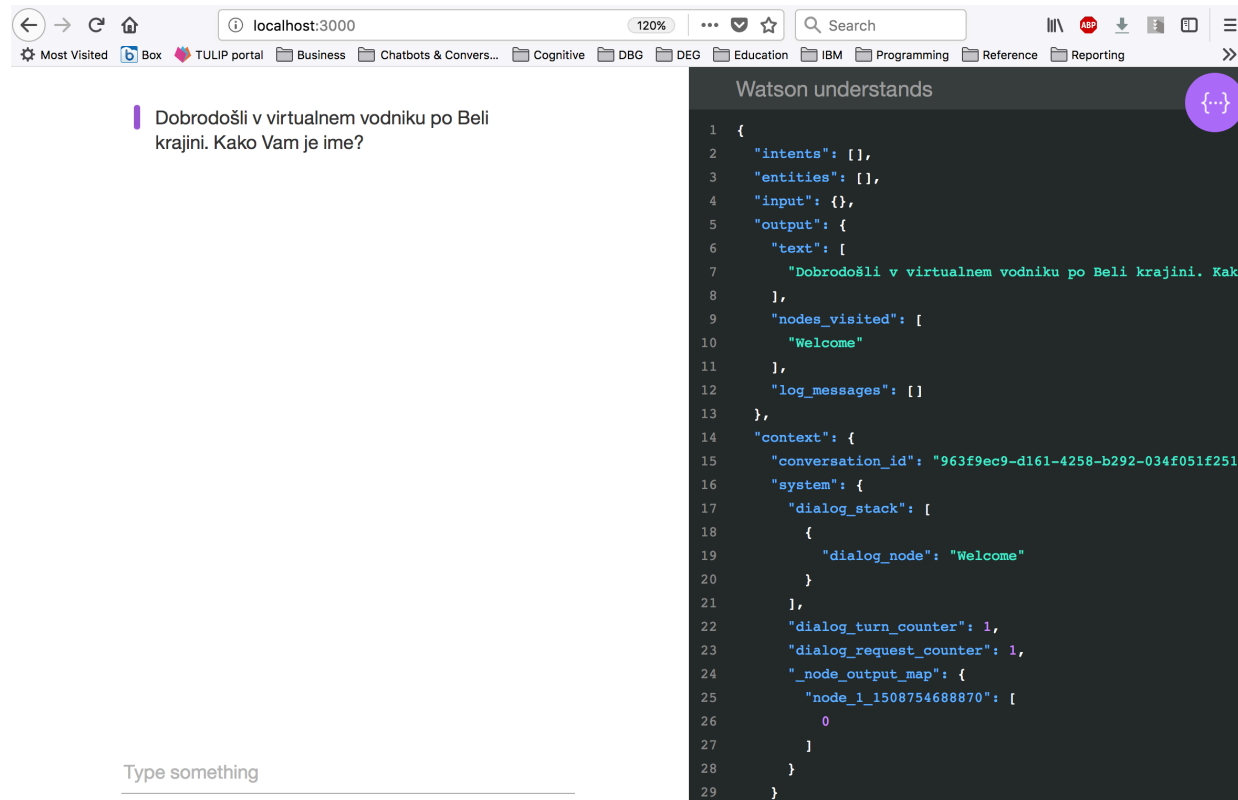 localhost:3000
120%
Search
ABP
Most Visited
Box
TULIP portal
Business
Chatbots & Convers...
Cognitive
DBG
DEG
Education
IBM
Programming
Reference
Reporting
Dobrodošli v virtualnem vodniku po Beli
krajini. Kako Vam je ime?
Type something
Watson understands
{...}
1 {
2 "intents": [],
3 "entities": [],
4 "input": {},
5 "output": {
6 "text": [
7 "Dobrodošli v virtualnem vodniku po Beli krajini. Kak
8 ],
9 "nodes_visited": [
10 "Welcome"
11 ],
12 "log_messages": []
13 },
14 "context": {
15 "conversation_id": "963f9ec9-d161-4258-b292-034f051f251
16 "system": {
17 "dialog_stack": [
18 {
19 "dialog_node": "Welcome"
20 }
21 ],
22 "dialog_turn_counter": 1,
23 "dialog_request_counter": 1,
24 "_node_output_map": {
25 "node_1_1508754688870": [
26 0
27 ]
28 }
29 }